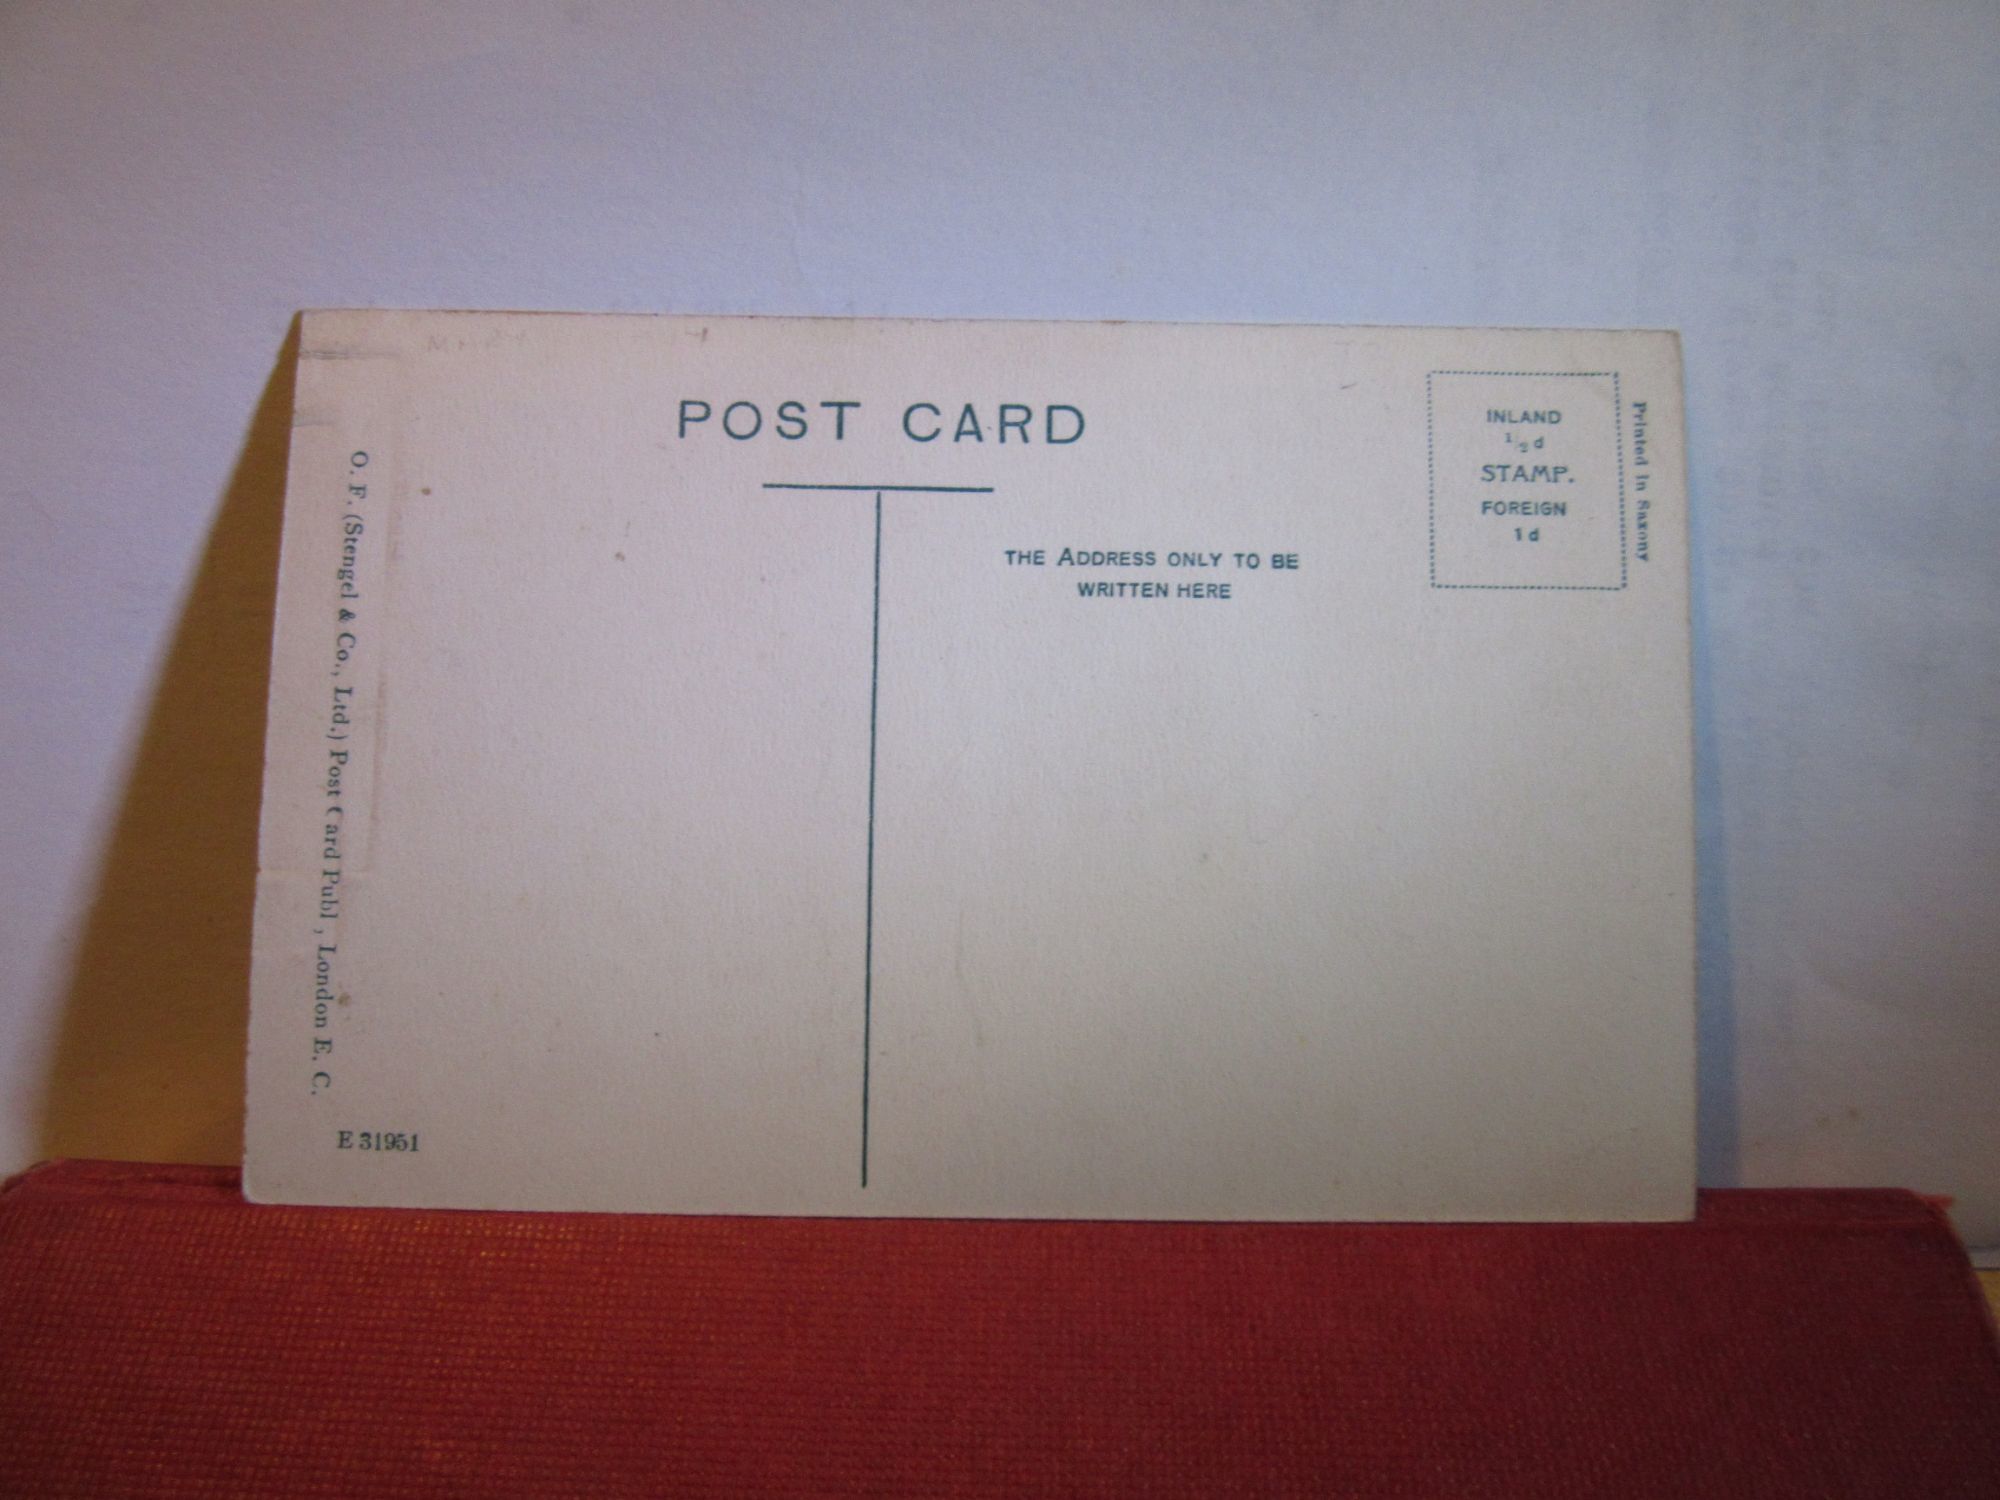 POST CARD
INLAND
1/2 d
STAMP.
FOREIGN
1d
Printed in Saxony
THE ADDRESS ONLY TO BE
WRITTEN HERE
O. F. (Stengel & Co., Ltd.) Post Card Publ , London E. C.
E 31951